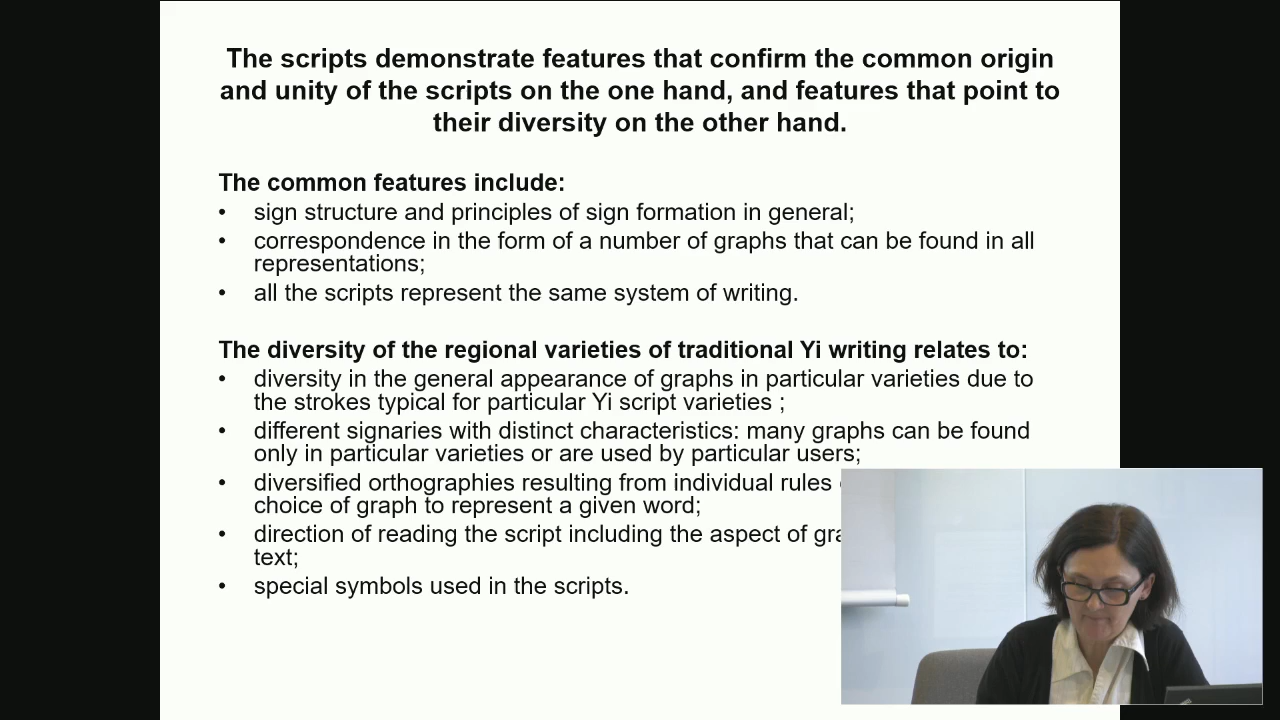 The scripts demonstrate features that confirm the common origin
and unity of the scripts on the one hand, and features that point to
their diversity on the other hand.
The common features include:
• sign structure and principles of sign formation in general;
• correspondence in the form of a number of graphs that can be found in all
representations;
• all the scripts represent the same system of writing.
The diversity of the regional varieties of traditional Yi writing relates to:
• diversity in the general appearance of graphs in particular varieties due to
the strokes typical for particular Yi script varieties ;
• different signaries with distinct characteristics: many graphs can be found
only in particular varieties or are used by particular users;
• diversified orthographies resulting from individual rules
choice of graph to represent a given word;
• direction of reading the script including the aspect of
text;
• special symbols used in the scripts.